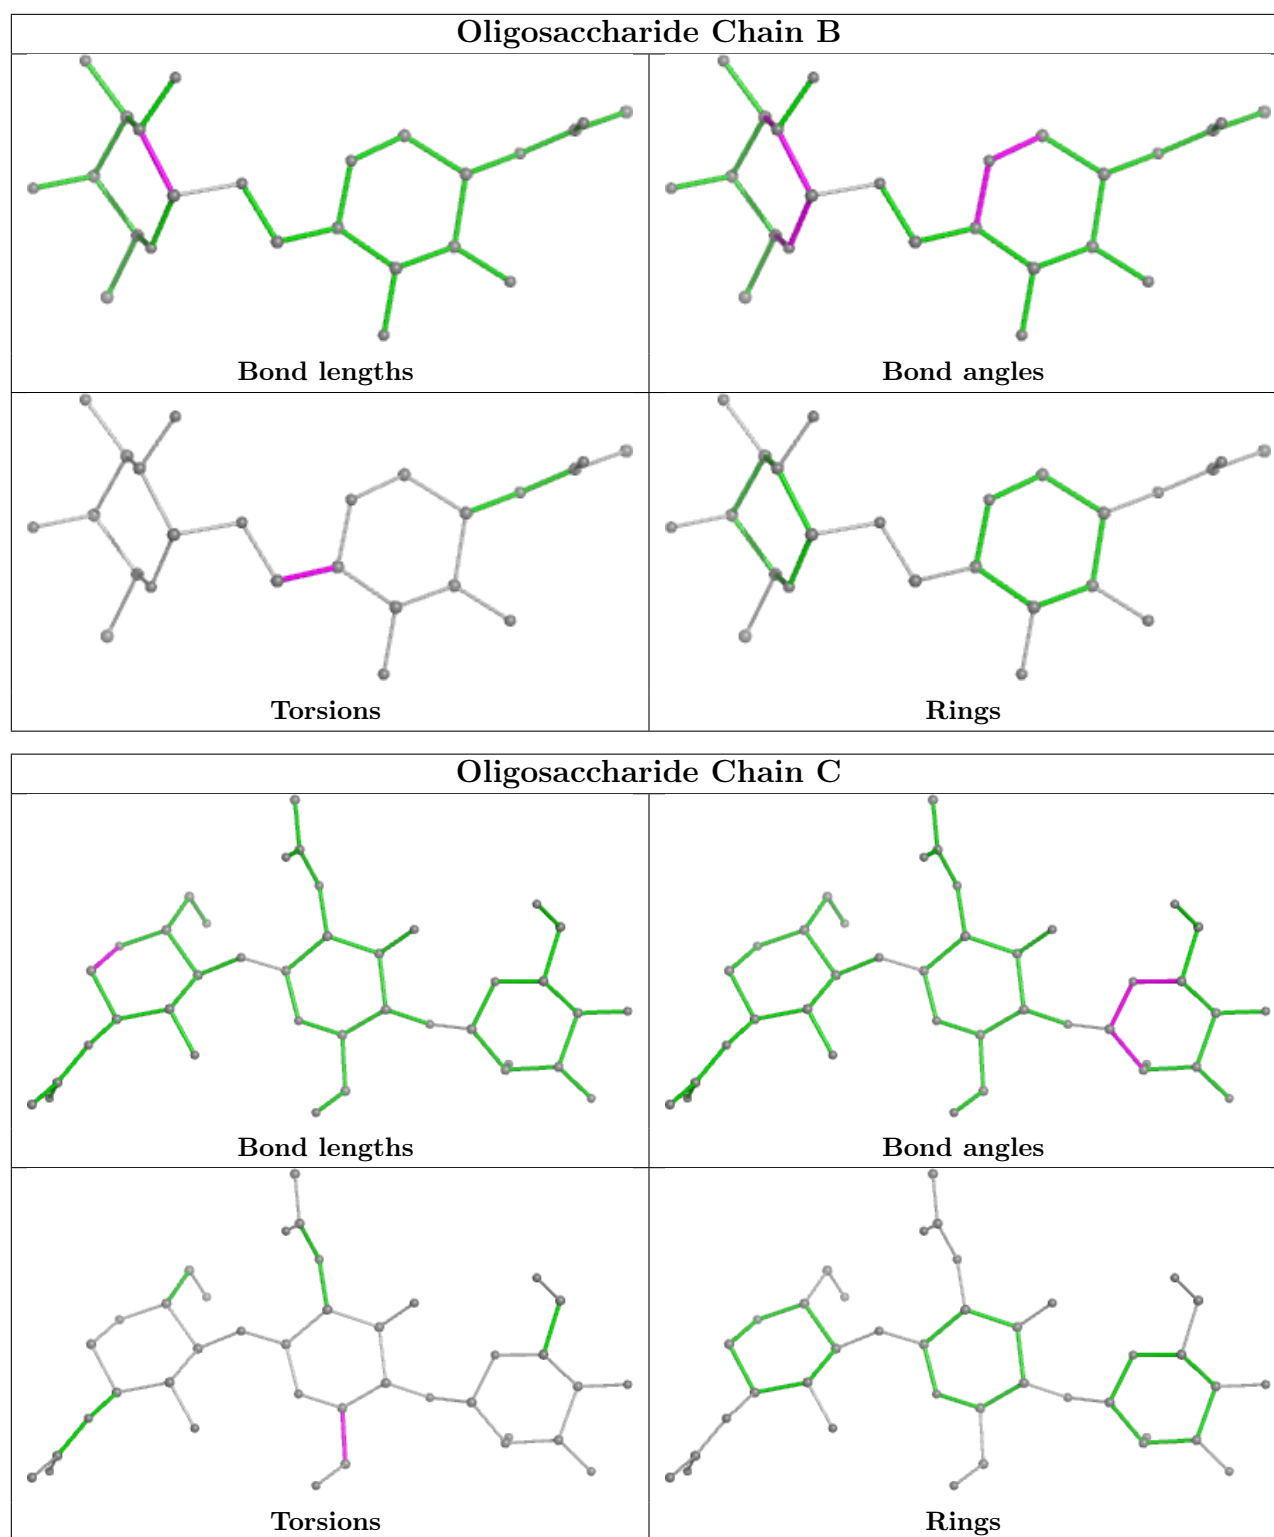 Oligosaccharide Chain B
Bond lengths
Bond angles
Torsions
Rings
Oligosaccharide Chain C
Bond lengths
Bond angles
Torsions
Rings